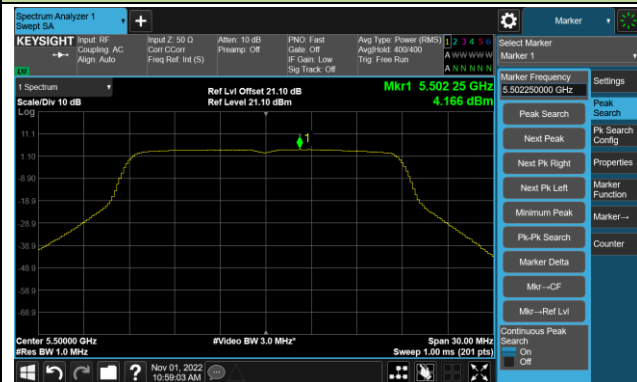 Spectrum Analyzer 1
Swept SA
Marker
KEYSIGHT
Input: RF
Coupling: AC
Align: Auto
Input Z: 50 Ω
Corr CCorr
Freq Ref: Int (S)
Atten: 10 dB
Preamp: Off
PNO: Fast
Gate: Off
IF Gain: Low
Sig Track: Off
Avg Type: Power (RMS)
Avg|Hold: 400/400
Trig: Free Run
1 2 3 4 5 6
A W W W W W
A N N N N N
Select Marker
Marker 1
1 Spectrum
Scale/Div 10 dB
Log
Ref Lvl Offset 21.10 dB
Ref Level 21.10 dBm
Mkr1 5.502 25 GHz
4.166 dBm
Marker Frequency
5.502250000 GHz
Settings
Peak Search
Next Peak
Next Pk Right
Next Pk Left
Minimum Peak
Pk-Pk Search
Marker Delta
Mkr→CF
Mkr→Ref Lvl
Continuous Peak
Search
On
Off
Peak
Search
Pk Search
Config
Properties
Marker
Function
Marker→
Counter
1
11.1
1.10
-8.90
-18.9
-28.9
-38.9
-48.9
-58.9
-68.9
Center 5.50000 GHz
#Res BW 1.0 MHz
#Video BW 3.0 MHz*
Span 30.00 MHz
Sweep 1.00 ms (201 pts)
Nov 01, 2022
10:59:03 AM